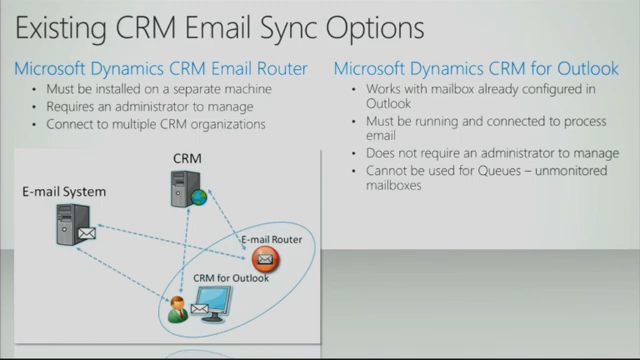 Existing CRM Email Sync Options
Microsoft Dynamics CRM Email Router
• Must be installed on a separate machine
• Requires an administrator to manage
• Connect to multiple CRM organizations
Microsoft Dynamics CRM for Outlook
• Works with mailbox already configured in
Outlook
• Must be running and connected to process
email
• Does not require an administrator to manage
• Cannot be used for Queues – unmonitored
mailboxes
CRM
E-mail System
E-mail Router
CRM for Outlook